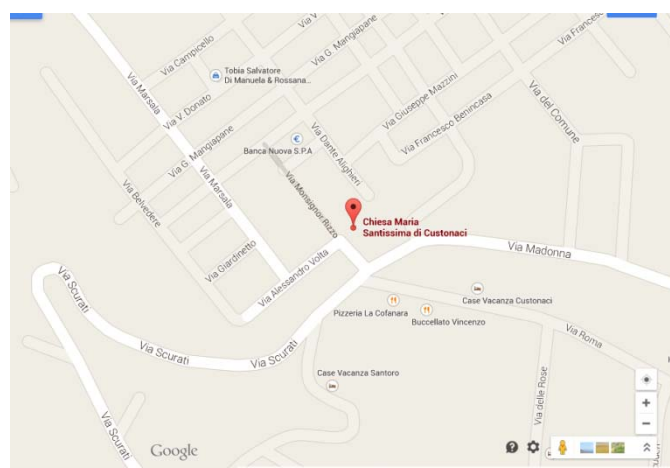 Via V
Via Francesc
Via Campicello
Via G. Mangiapane
Tobia Salvatore
Di Manuela & Rossana...
Via Marsala
Via V. Donato
Via Giuseppe Mazzini
Via del Comune
Via Francesco Benincasa
Via Dante Alighieri
Banca Nuova S.P.A
Via G. Mangiapane
Via Monsignor Rizzo
Via Marsala
Via Belvedere
Chiesa Maria
Santissima di Custonaci
Via Madonna
Via Giardinetto
Via Alessandro Volta
Via Scurati
Case Vacanza Custonaci
Pizzeria La Cofanara
Buccellato Vincenzo
Via Roma
Via Scurati
Via Scurati
Case Vacanza Santoro
Via delle Rose
Via Scurati
Google